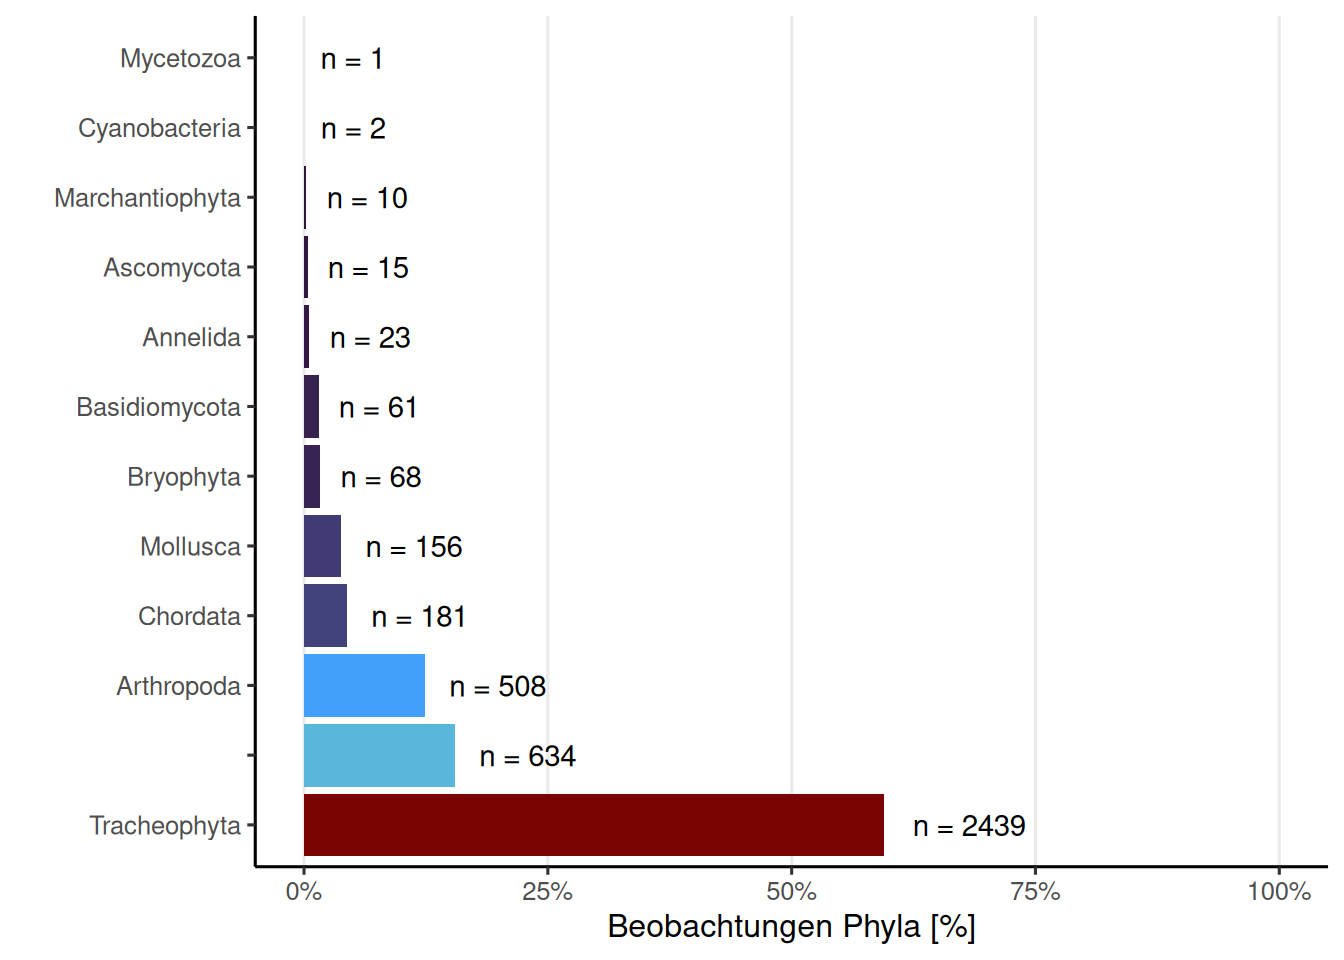 Mycetozoa n = 1
Cyanobacteria n = 2
Marchantiophyta n = 10
Ascomycota n = 15
Annelida n = 23
Basidiomycota n = 61
Bryophyta n = 68
Mollusca n = 156
Chordata n = 181
Arthropoda n = 508
n = 634
Tracheophyta n = 2439
0% 25% 50% 75% 100%
Beobachtungen Phyla [%]